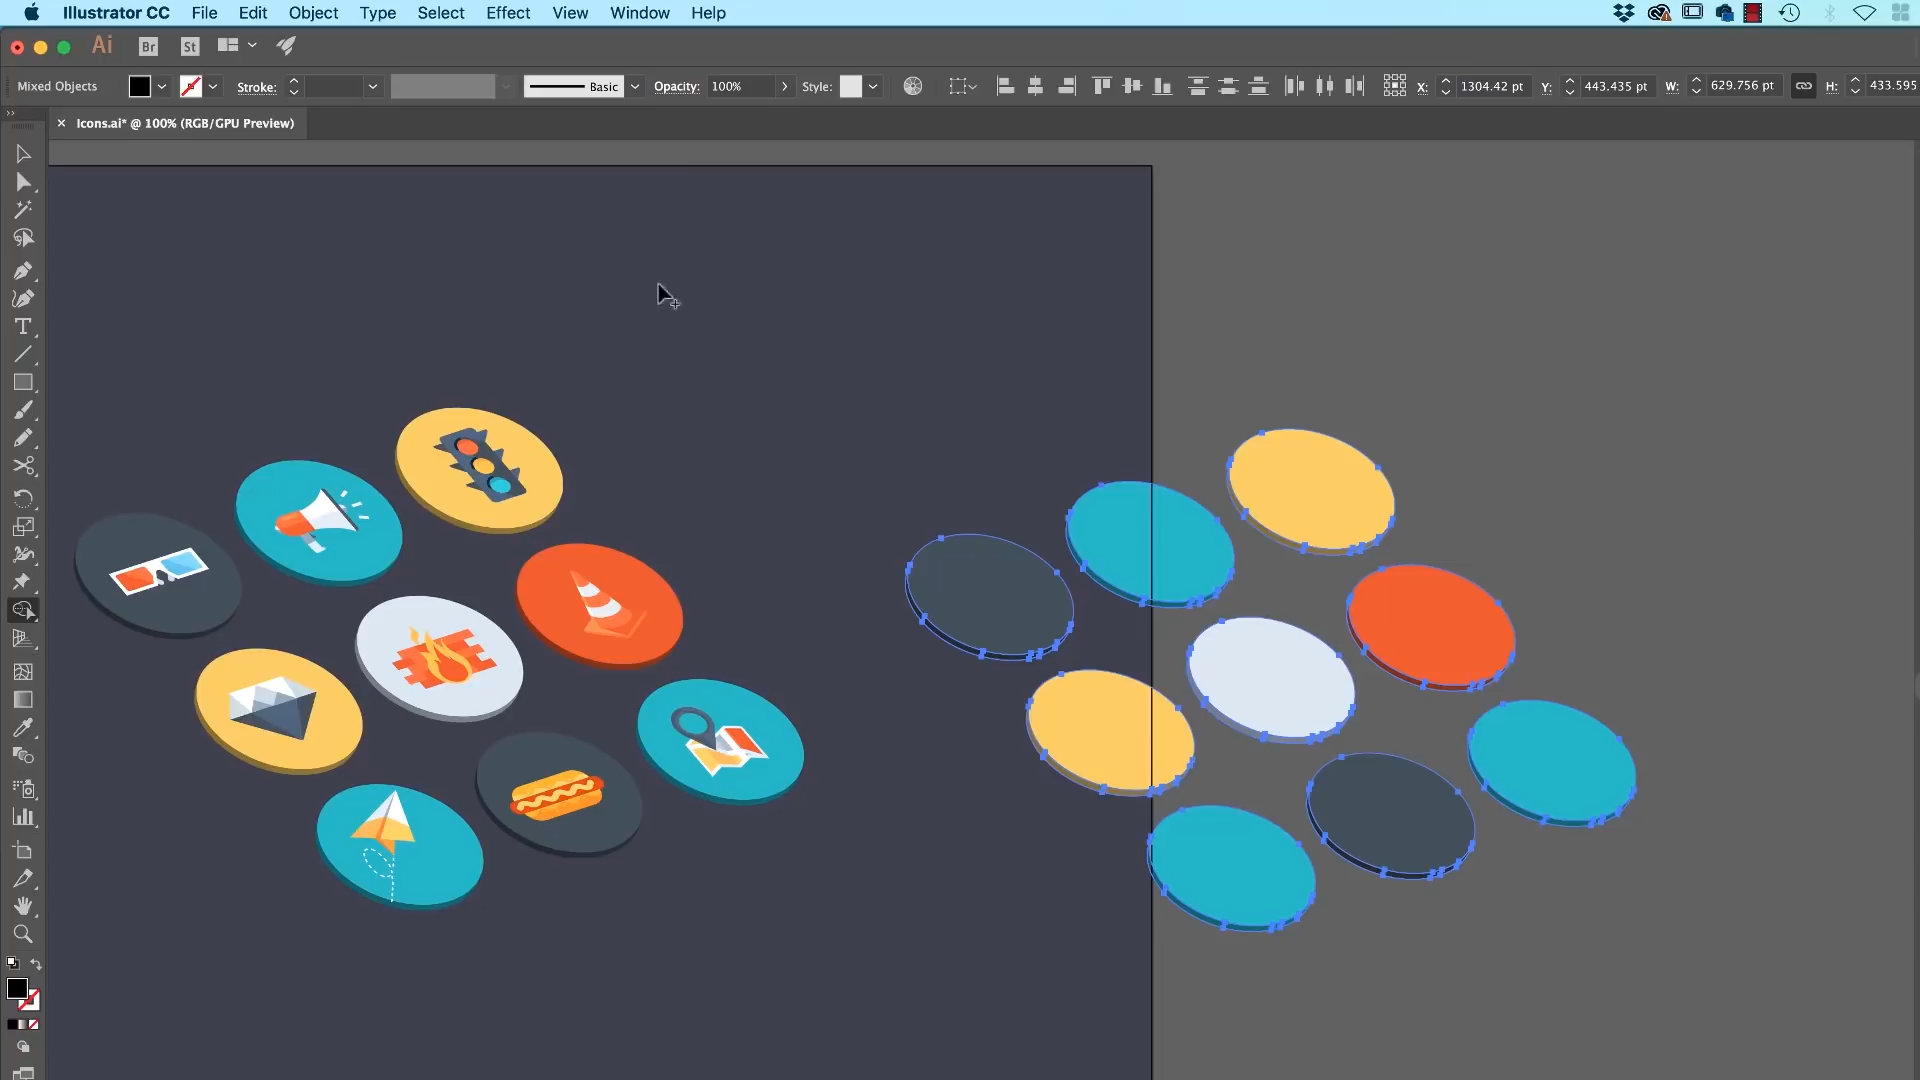 Illustrator CC File Edit Object Type Select Effect View Window Help
Ai Br St
Mixed Objects Stroke: Basic Opacity: 100% Style: X: 1304.42 pt Y: 443.435 pt W: 629.756 pt H: 433.595
× Icons.ai* @ 100% (RGB/GPU Preview)